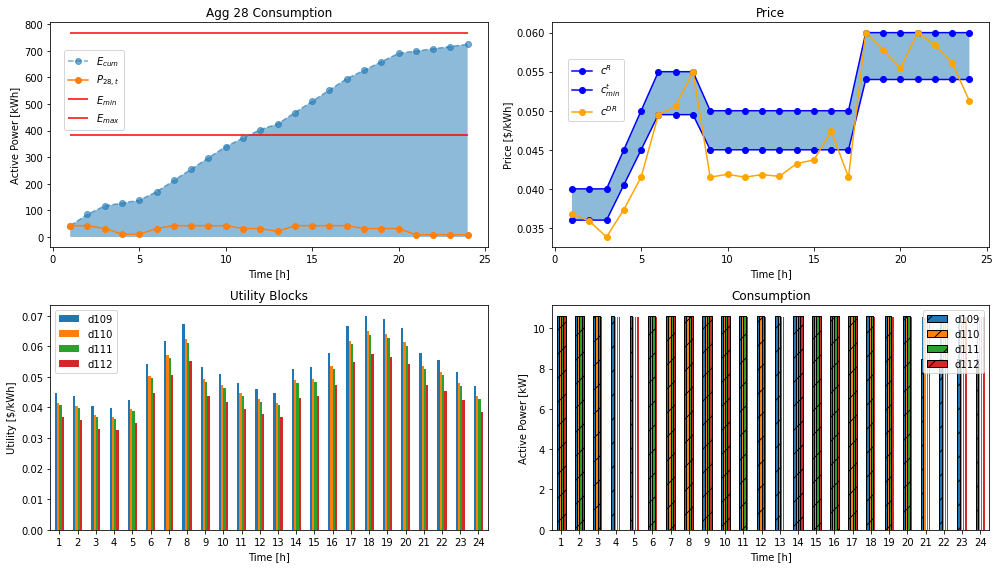 Agg 28 Consumption
Active Power [kWh]
800
700
600
500
400
300
200
100
0
E_cum
P_28,t
E_min
E_max
0 5 10 15 20 25
Time [h]
Price
Price [$/kWh]
0.060
0.055
0.050
0.045
0.040
0.035
c^R
c^t_min
c^DR
0 5 10 15 20 25
Time [h]
Utility Blocks
Utility [$/kWh]
0.07
0.06
0.05
0.04
0.03
0.02
0.01
0.00
d109
d110
d111
d112
1 2 3 4 5 6 7 8 9 10 11 12 13 14 15 16 17 18 19 20 21 22 23 24
Time [h]
Consumption
Active Power [kW]
10
8
6
4
2
0
d109
d110
d111
d112
1 2 3 4 5 6 7 8 9 10 11 12 13 14 15 16 17 18 19 20 21 22 23 24
Time [h]